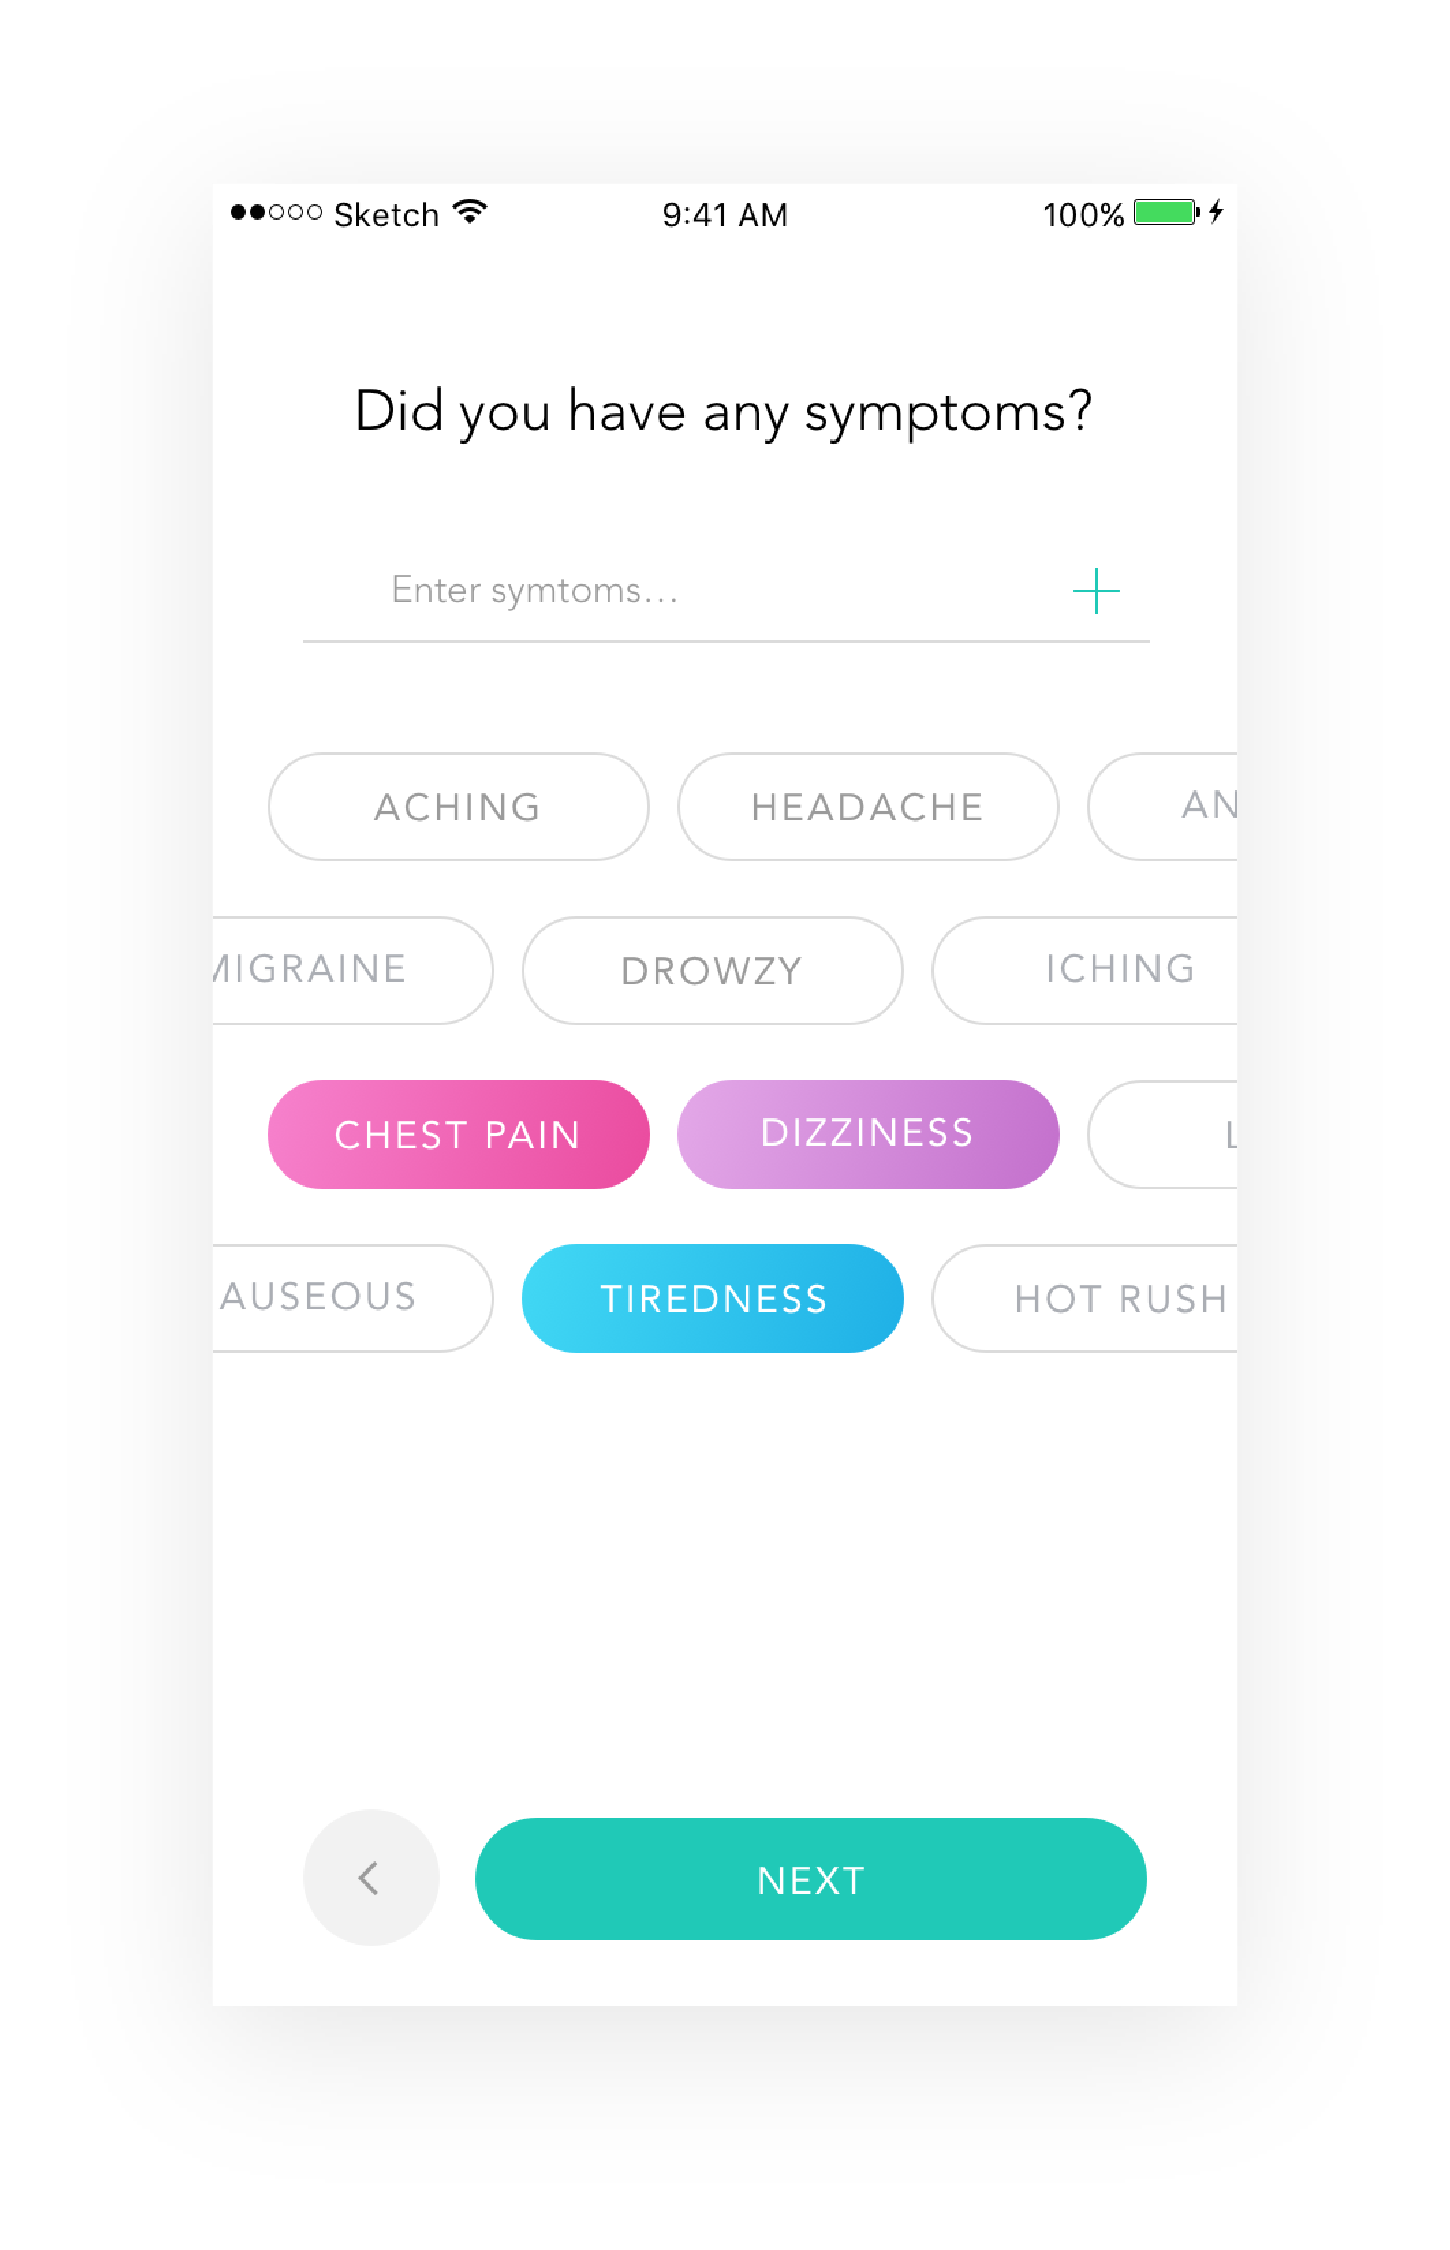 Sketch 9:41 AM 100%
Did you have any symptoms?
Enter symtoms...
ACHING HEADACHE AN
MIGRAINE DROWZY ICHING
CHEST PAIN DIZZINESS L
AUSEOUS TIREDNESS HOT RUSH
NEXT